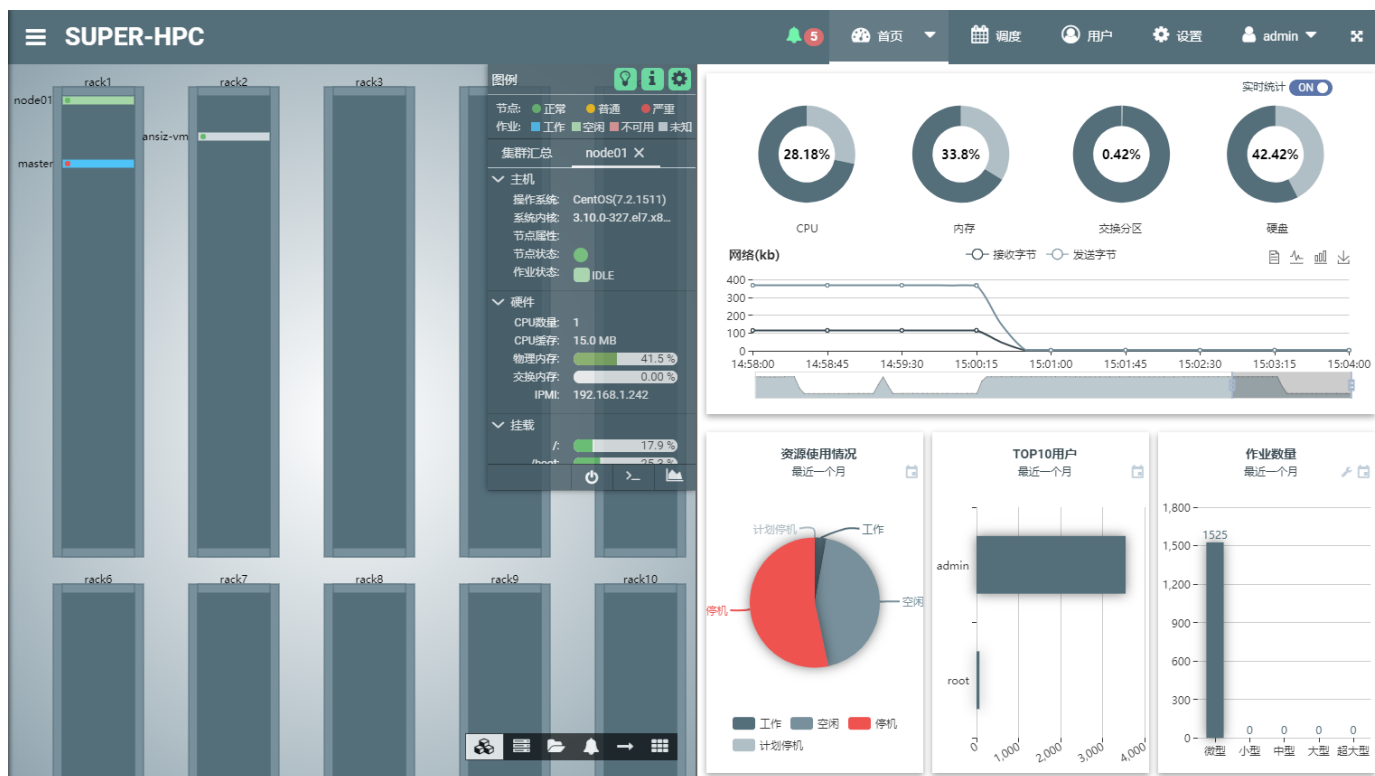 SUPER-HPC
5
首页
调度
用户
设置
admin
rack1
rack2
rack3
node01
ansiz-vm
master
rack6
rack7
rack8
rack9
rack10
图例
节点: 正常 普通 严重
作业: 工作 空闲 不可用 未知
集群汇总 node01
主机
操作系统: CentOS(7.2.1511)
系统内核: 3.10.0-327.el7.x8...
节点属性:
节点状态:
作业状态: IDLE
硬件
CPU数量: 1
CPU缓存: 15.0 MB
物理内存: 41.5 %
交换内存: 0.00 %
IPMI: 192.168.1.242
挂载
/: 17.9 %
/boot: 25.3 %
实时统计 ON
28.18%
33.8%
0.42%
42.42%
CPU
内存
交换分区
硬盘
网络(kb)
接收字节 发送字节
400
300
200
100
0
14:58:00 14:58:45 14:59:30 15:00:15 15:01:00 15:01:45 15:02:30 15:03:15 15:04:00
资源使用情况
最近一个月
计划停机
工作
停机
空闲
工作 空闲 停机
计划停机
TOP10用户
最近一个月
admin
root
0 1,000 2,000 3,000 4,000
作业数量
最近一个月
1,800
1,500
1,200
900
600
300
0
1525
0 0 0 0
微型 小型 中型 大型 超大型